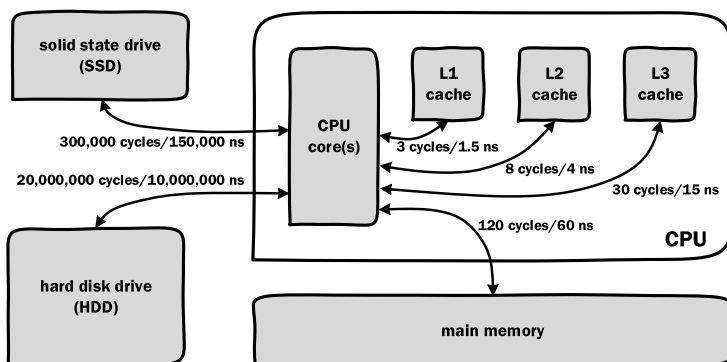 solid state drive
(SSD)
CPU
core(s)
L1
cache
L2
cache
L3
cache
300,000 cycles/150,000 ns
3 cycles/1.5 ns
8 cycles/4 ns
20,000,000 cycles/10,000,000 ns
30 cycles/15 ns
120 cycles/60 ns
CPU
hard disk drive
(HDD)
main memory